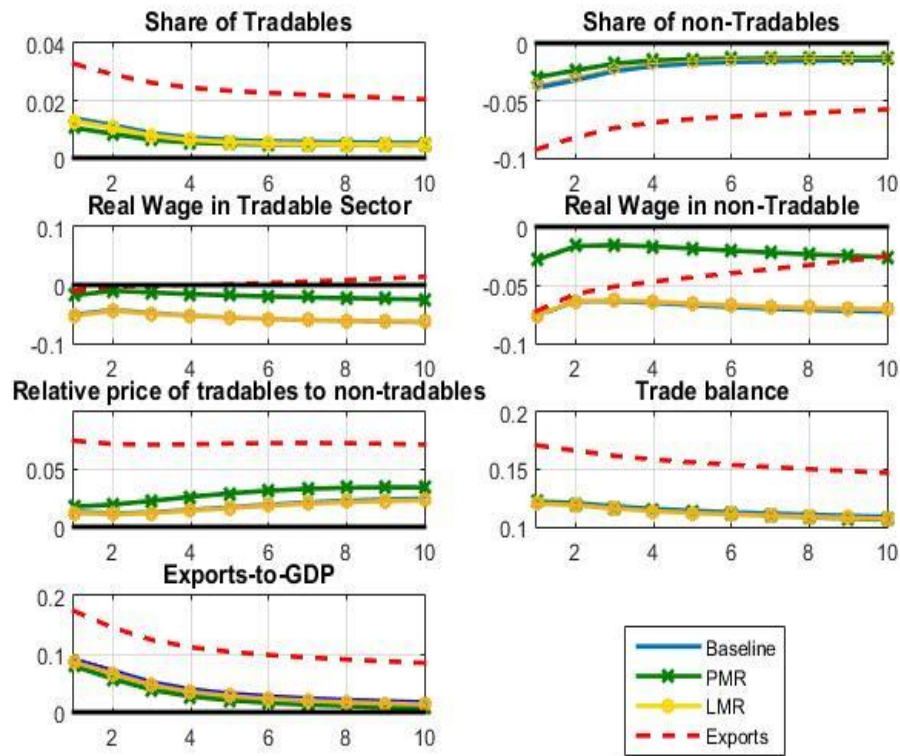 Share of Tradables
0.04
0.02
0
2 4 6 8 10
Share of non-Tradables
0
-0.05
-0.1
2 4 6 8 10
Real Wage in Tradable Sector
0.1
0
-0.1
2 4 6 8 10
Real Wage in non-Tradable
0
-0.05
-0.1
2 4 6 8 10
Relative price of tradables to non-tradables
0.05
0
2 4 6 8 10
Trade balance
0.2
0.15
0.1
2 4 6 8 10
Exports-to-GDP
0.2
0.1
0
2 4 6 8 10
Baseline
PMR
LMR
Exports